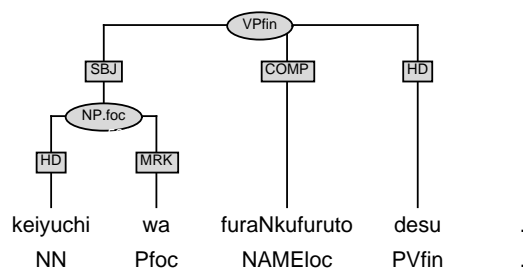 VPfin
SBJ COMP HD
NP.foc
HD MRK
keiyuchi wa furaNkufuruto desu .
NN Pfoc NAMEloc PVfin .